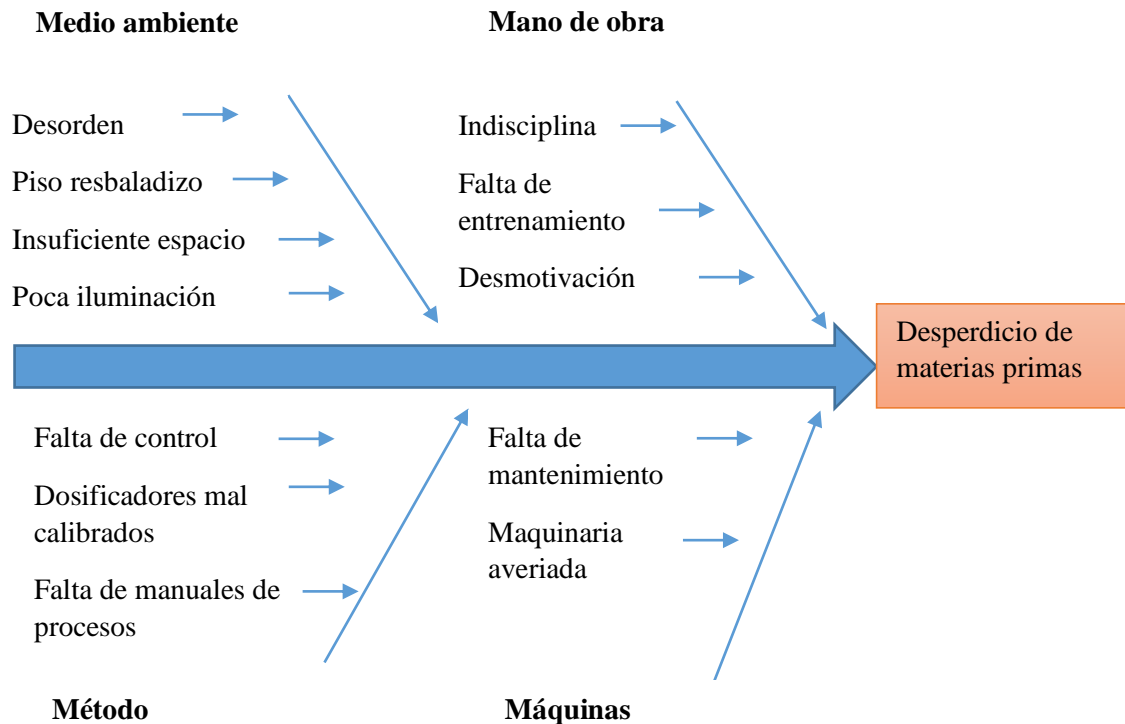 Medio ambiente
Desorden
Piso resbaladizo
Insuficiente espacio
Poca iluminación
Mano de obra
Indisciplina
Falta de
entrenamiento
Desmotivación
Desperdicio de
materias primas
Falta de control
Dosificadores mal
calibrados
Falta de manuales de
procesos
Método
Falta de
mantenimiento
Maquinaria
averiada
Máquinas